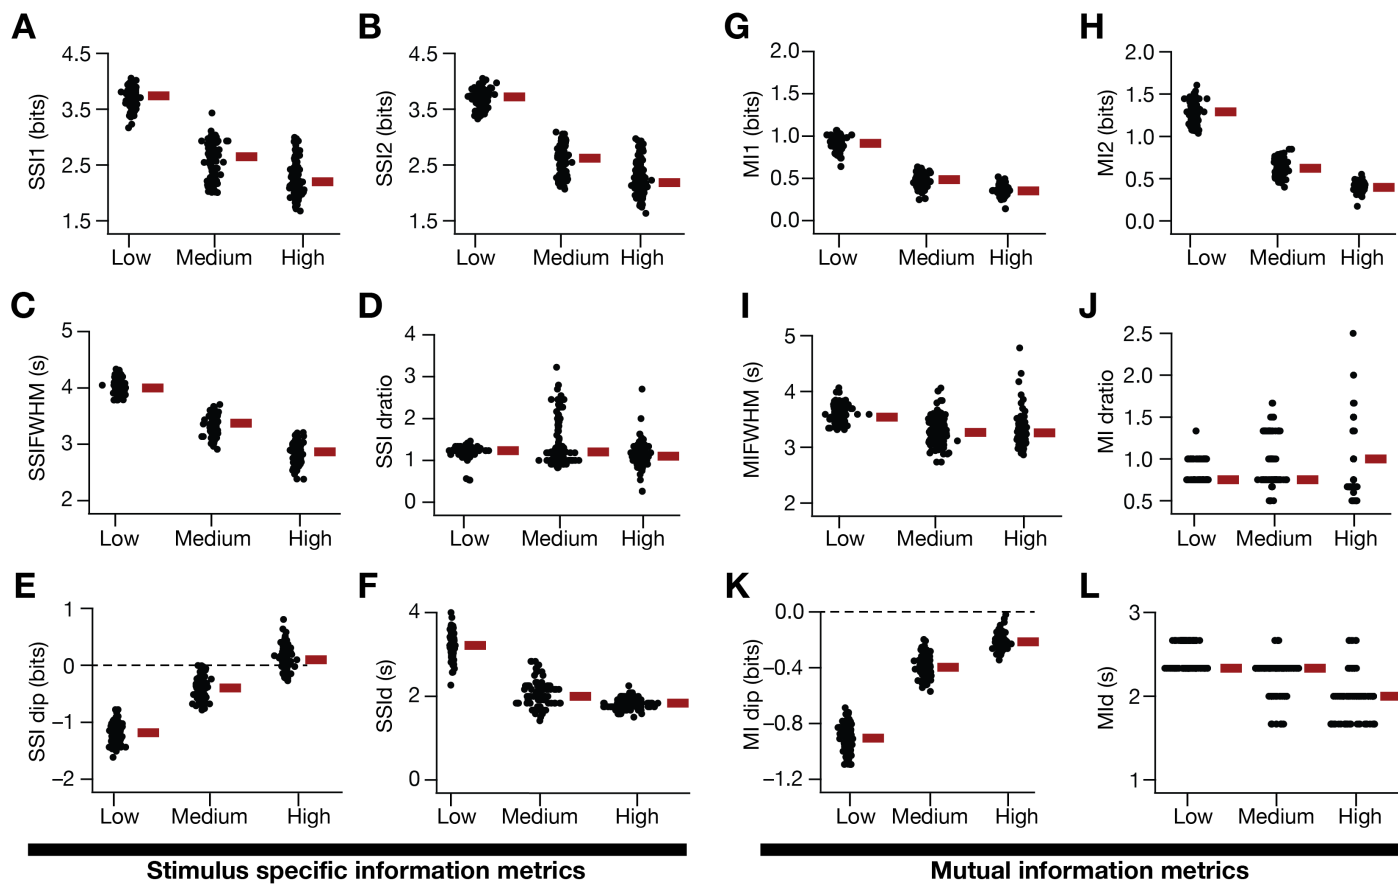 A
SSI1 (bits)
4.5
3.5
2.5
1.5
Low Medium High
B
SSI2 (bits)
4.5
3.5
2.5
1.5
Low Medium High
G
MI1 (bits)
2.0
1.5
1.0
0.5
0.0
Low Medium High
H
MI2 (bits)
2.0
1.5
1.0
0.5
0.0
Low Medium High
C
SSIFWHM (s)
5
4
3
2
Low Medium High
D
SSI dratio
4
3
2
1
0
Low Medium High
I
MIFWHM (s)
5
4
3
2
Low Medium High
J
MI dratio
2.5
2.0
1.5
1.0
0.5
Low Medium High
E
SSI dip (bits)
1
0
−1
−2
Low Medium High
F
SSId (s)
4
2
0
Low Medium High
K
MI dip (bits)
0.0
−0.4
−0.8
−1.2
Low Medium High
L
MId (s)
3
2
1
Low Medium High
Stimulus specific information metrics
Mutual information metrics